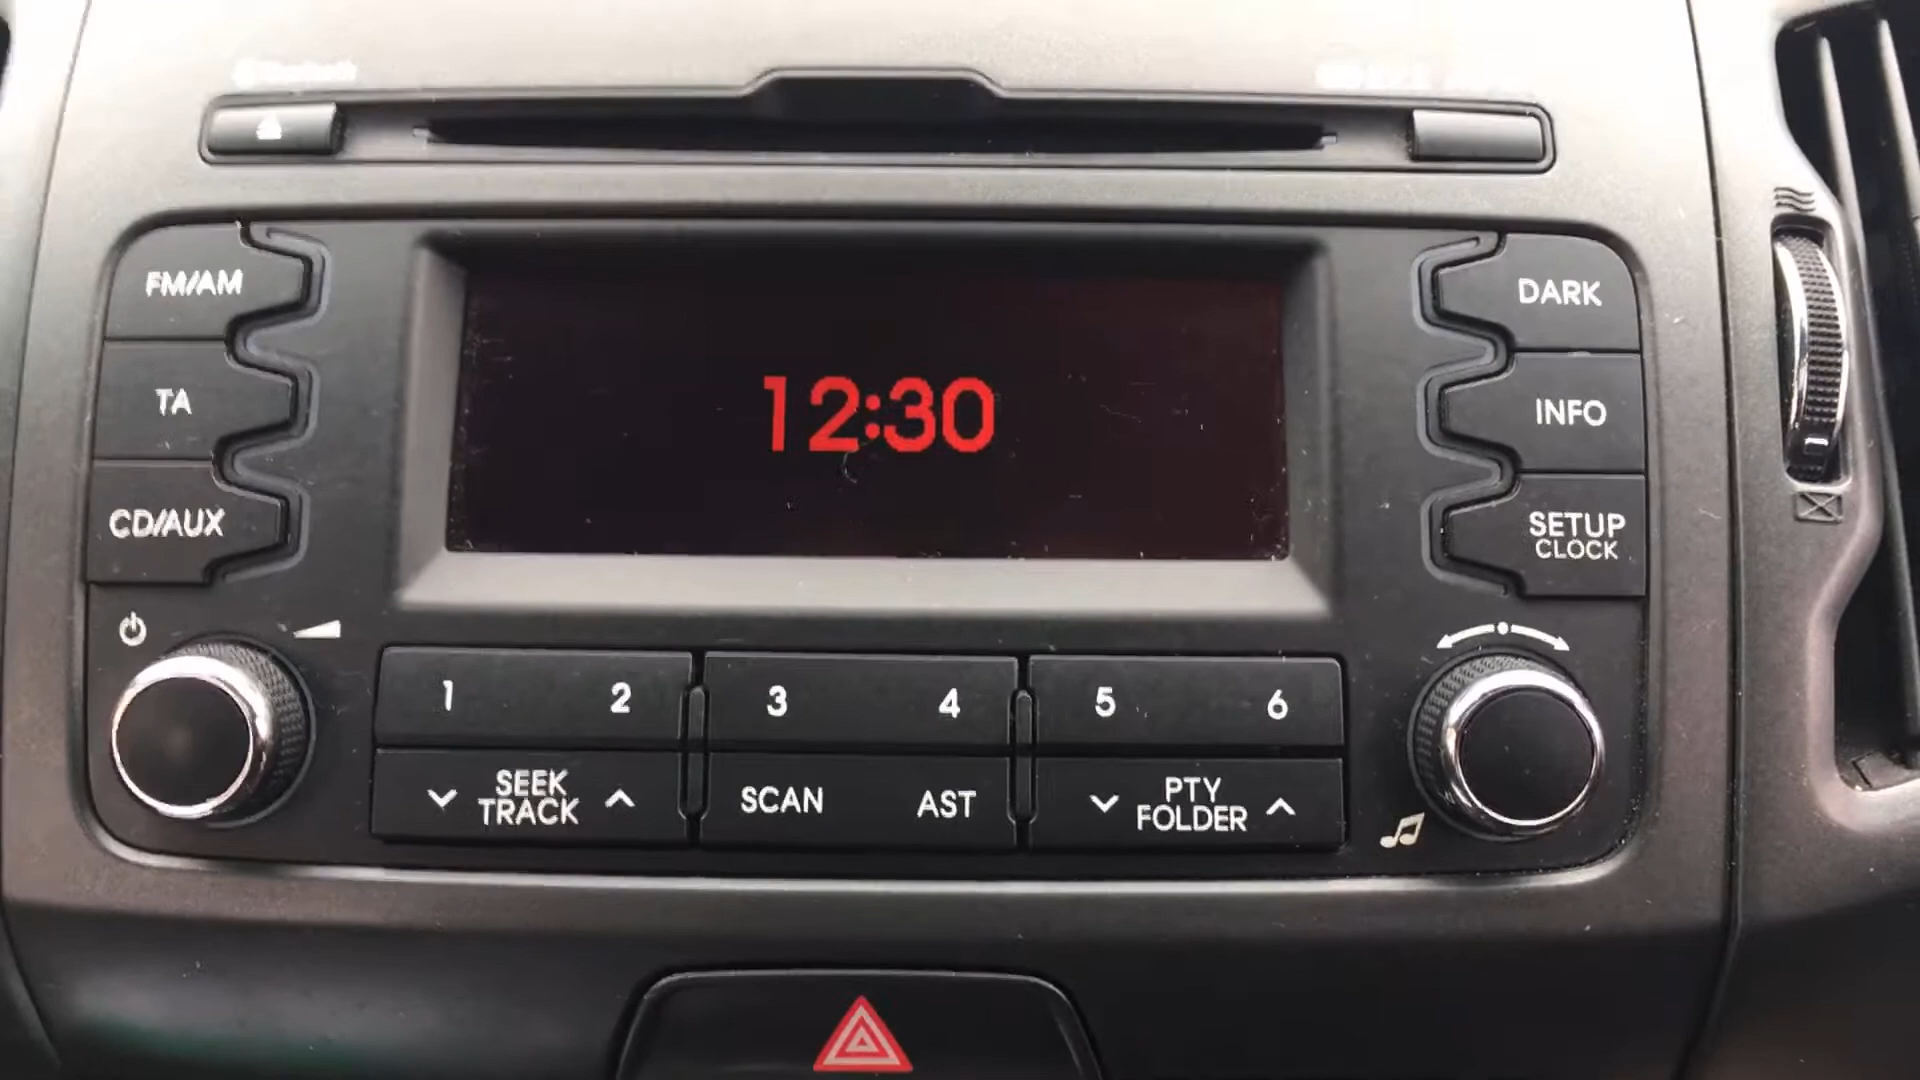 FM/AM
DARK
12:30
TA
INFO
CD/AUX
SETUP
CLOCK
1 2 3 4 5 6
SEEK
TRACK
SCAN
AST
PTY
FOLDER